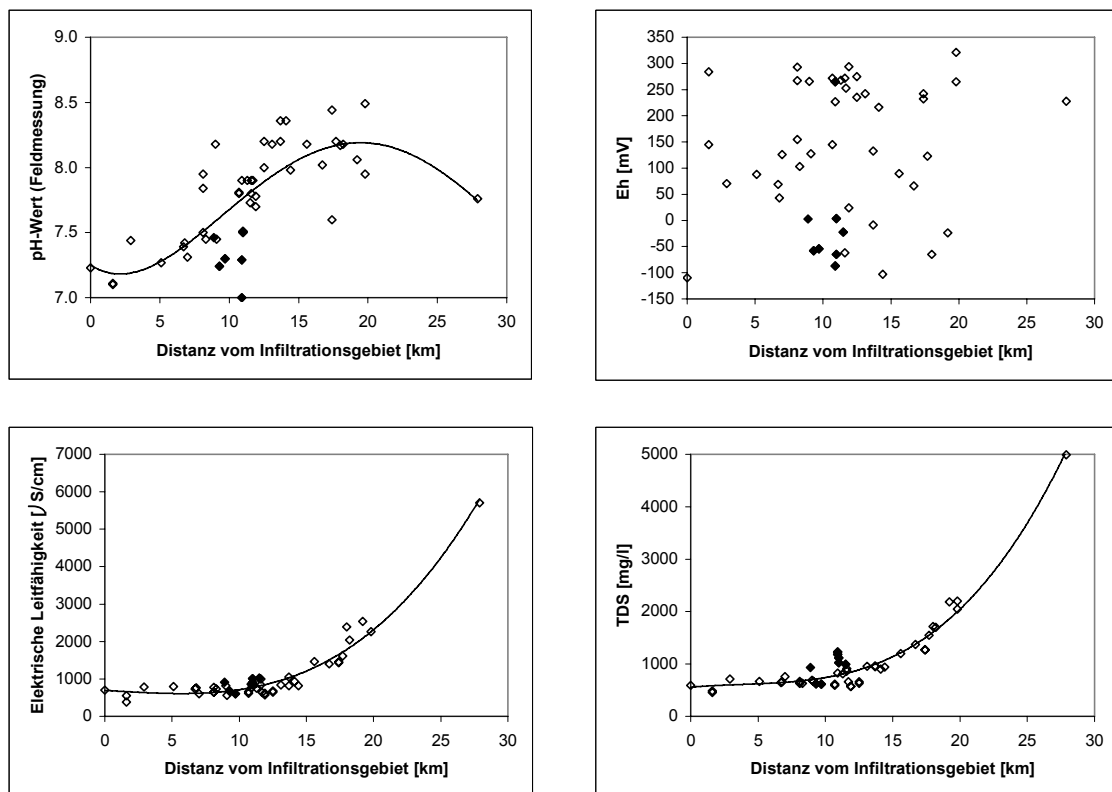 pH-Wert (Feldmessung)
9.0
8.5
8.0
7.5
7.0
0 5 10 15 20 25 30
Distanz vom Infiltrationsgebiet [km]
Eh [mV]
350
300
250
200
150
100
50
0
-50
-100
-150
0 5 10 15 20 25 30
Distanz vom Infiltrationsgebiet [km]
Elektrische Leitfähigkeit [ S/cm]
7000
6000
5000
4000
3000
2000
1000
0
0 5 10 15 20 25 30
Distanz vom Infiltrationsgebiet [km]
TDS [mg/l]
5000
4000
3000
2000
1000
0
0 5 10 15 20 25 30
Distanz vom Infiltrationsgebiet [km]